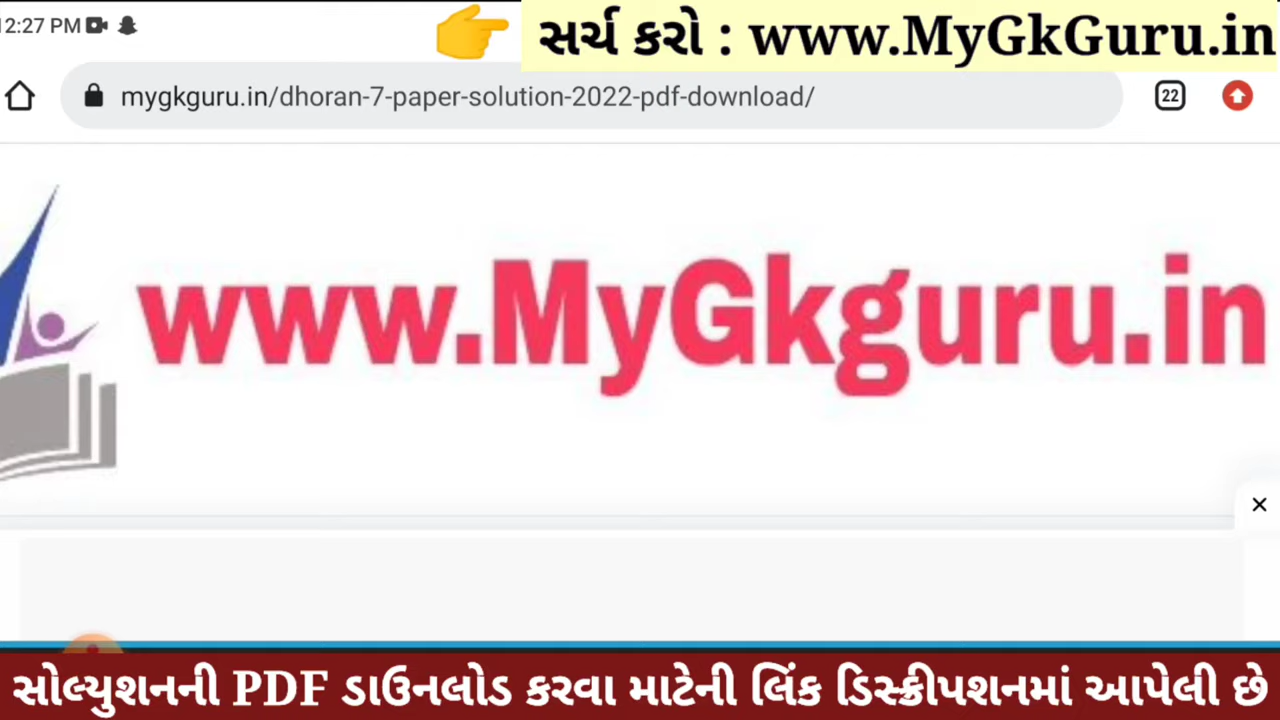 12:27 PM
સર્ચ કરો : www.MyGkGuru.in
mygkguru.in/dhoran-7-paper-solution-2022-pdf-download/
22
www.MyGkguru.in
સોલ્યુશનની PDF ડાઉનલોડ કરવા માટેની લિંક ડિસ્ક્રીપશનમાં આપેલી છે